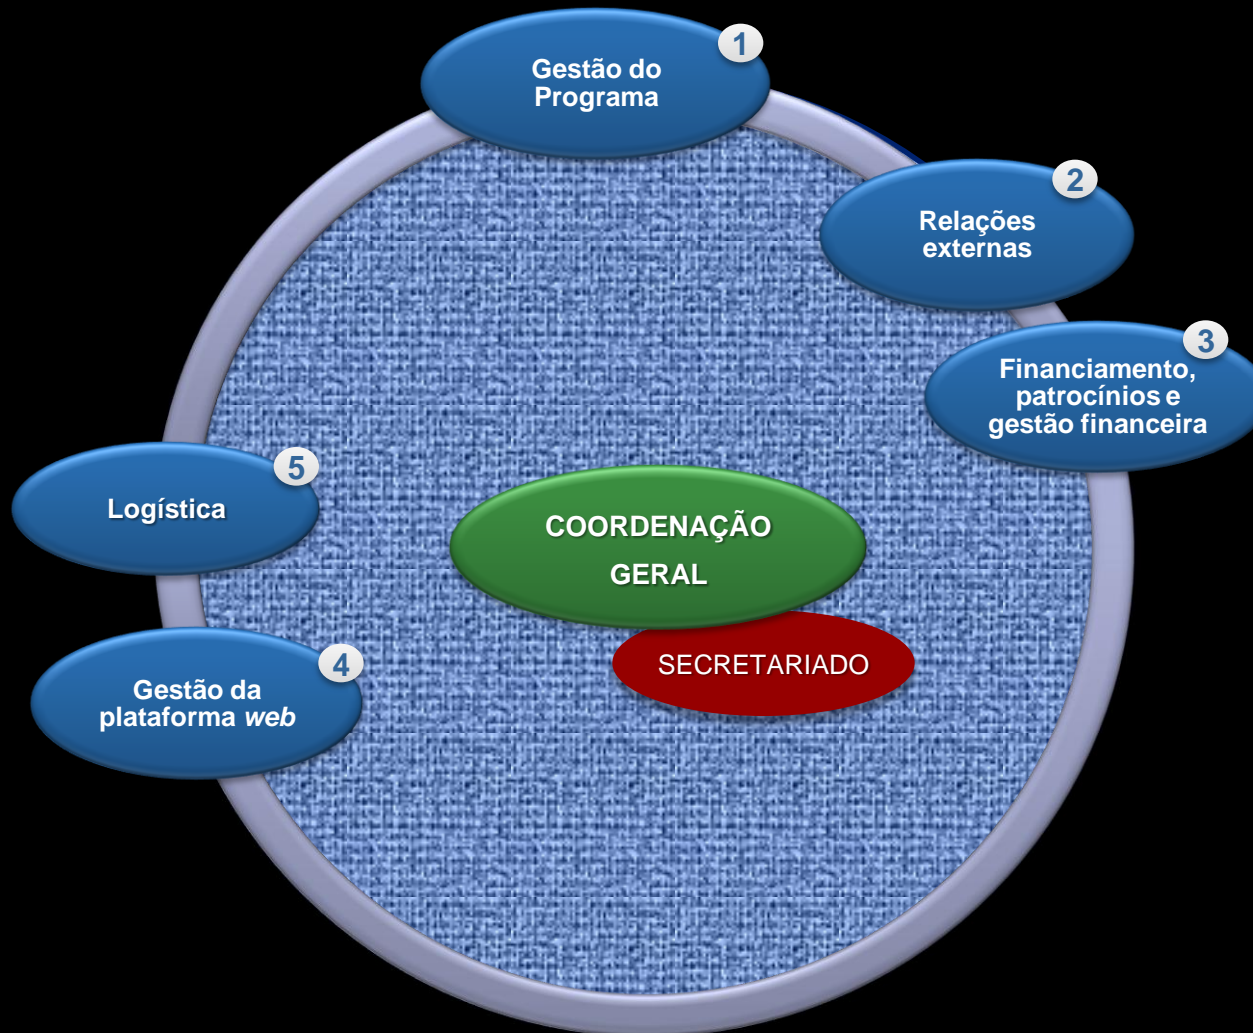 1
Gestão do
Programa
2
Relações
externas
3
Financiamento,
patrocínios e
gestão financeira
5
Logística
COORDENAÇÃO
GERAL
SECRETARIADO
4
Gestão da
plataforma web